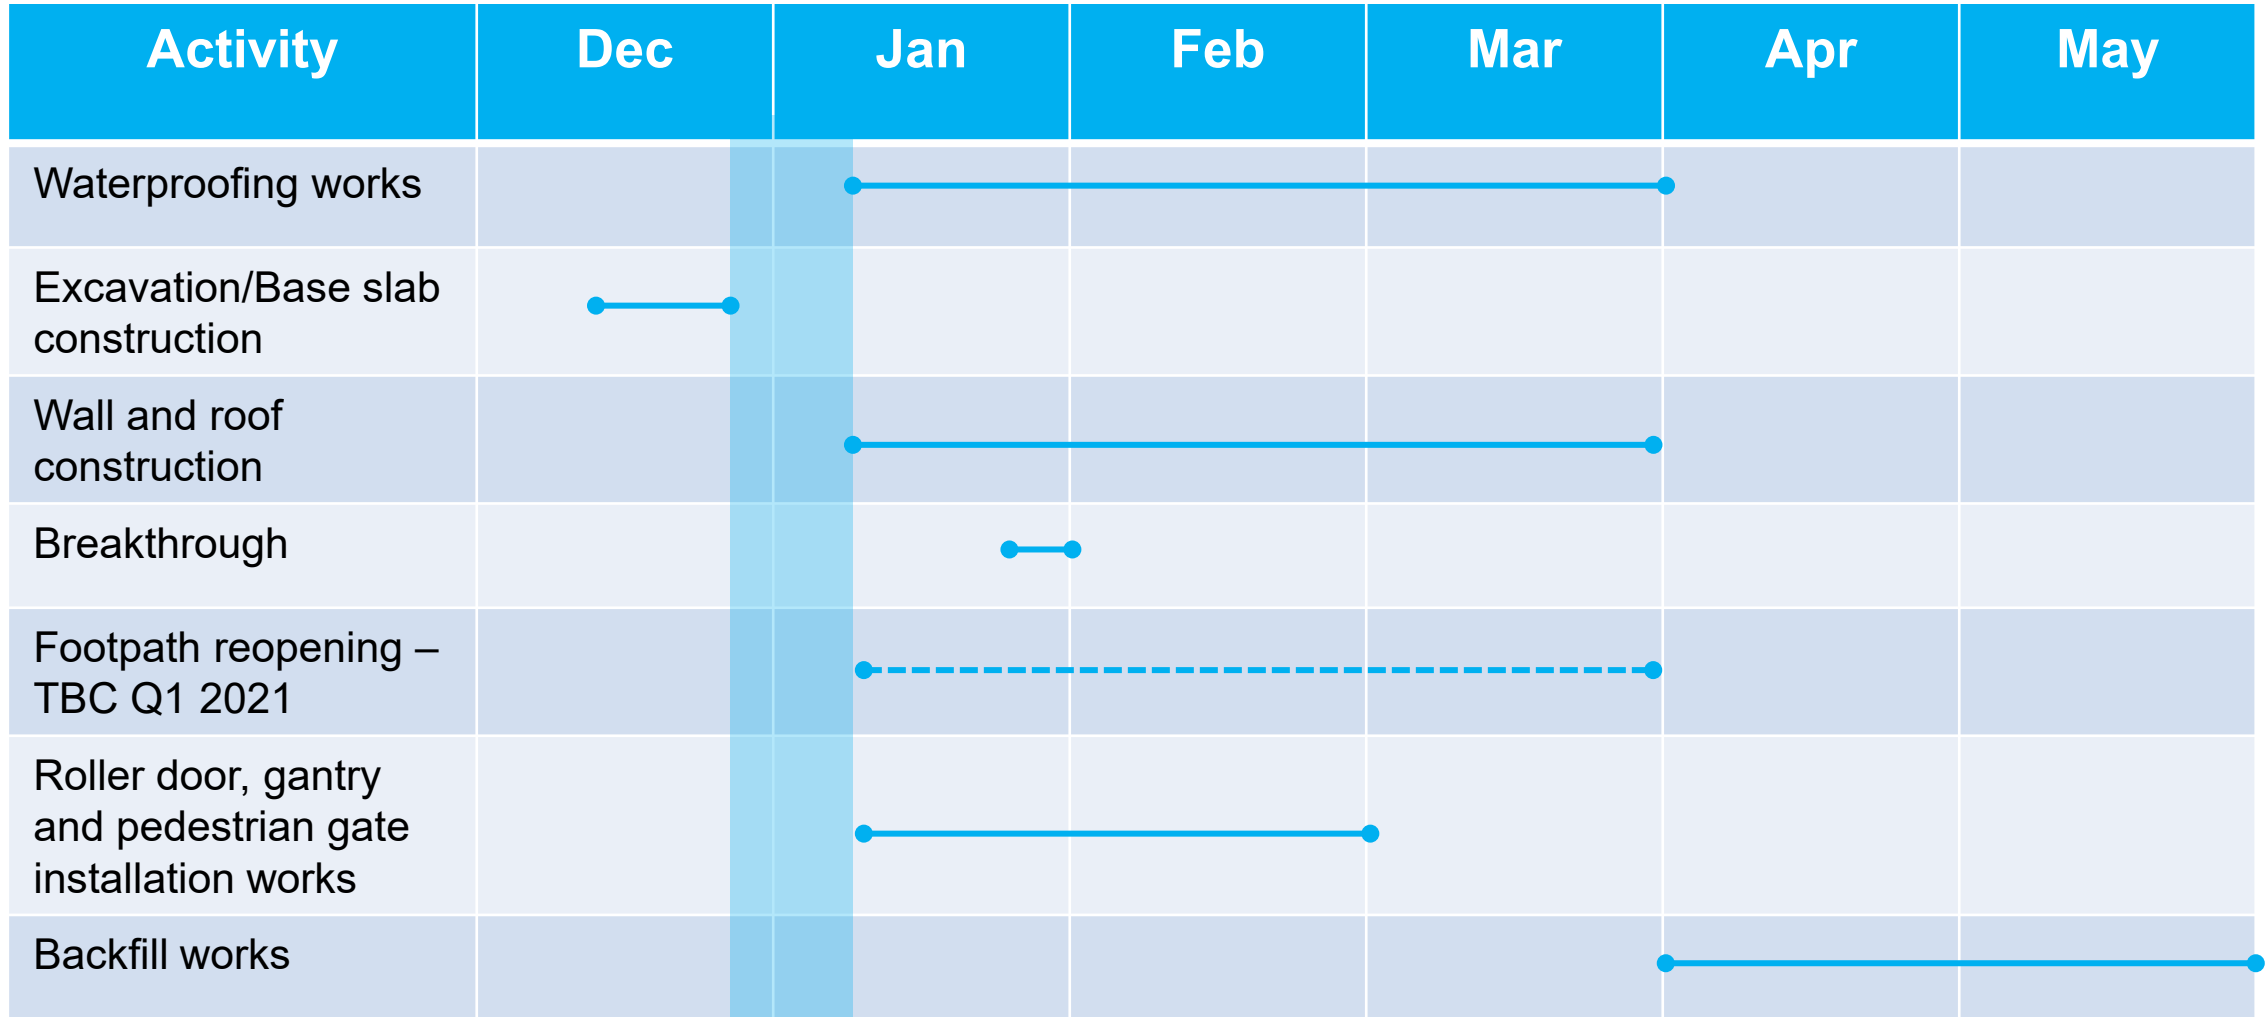 Activity Dec Jan Feb Mar Apr May
Waterproofing works
Excavation/Base slab
construction
Wall and roof
construction
Breakthrough
Footpath reopening –
TBC Q1 2021
Roller door, gantry
and pedestrian gate
installation works
Backfill works